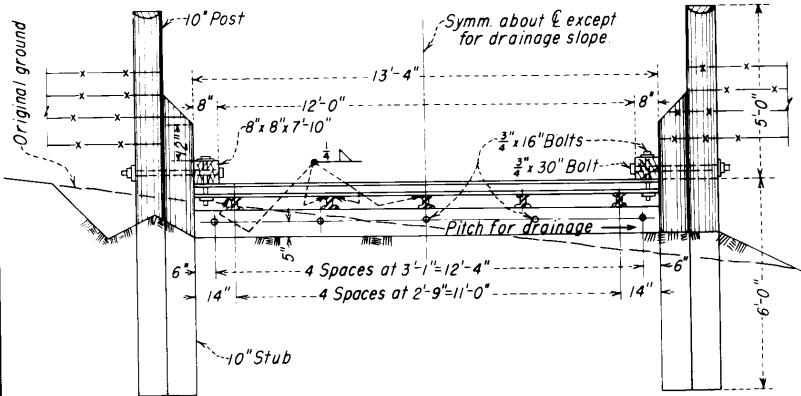 10" Post
Symm. about ℄ except
for drainage slope.
Original ground
13'-4"
8"
12'-0"
8"
8"x 8"x 7'-10"
12"
1/4
3/4" x 16" Bolts
3/4" x 30" Bolt
5'-0"
Pitch for drainage
5"
6"
4 Spaces at 3'-1"=12'-4"
6"
14"
4 Spaces at 2'-9"=11'-0"
14"
6'-0"
10" Stub